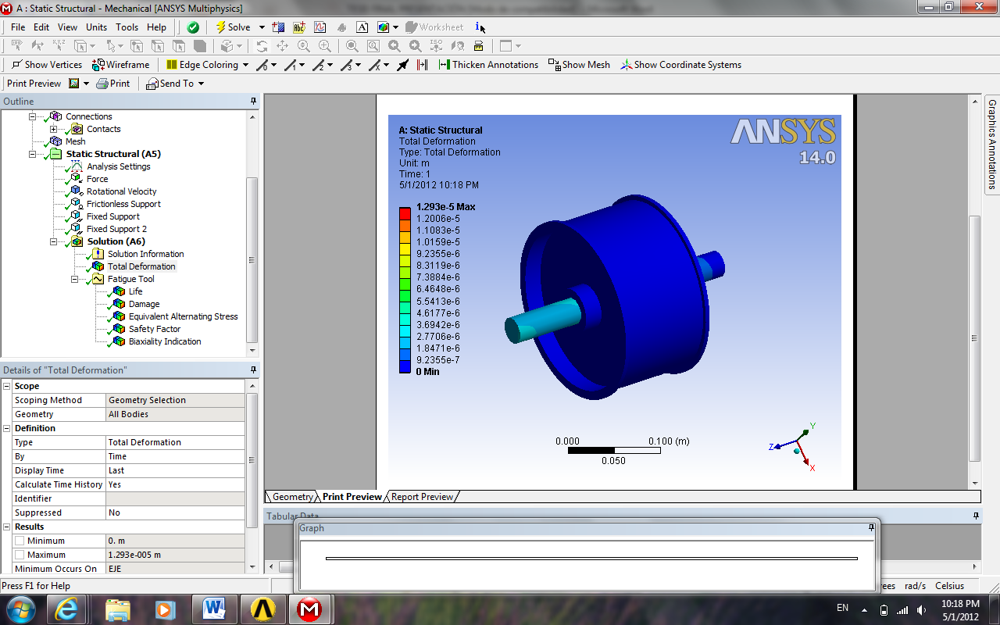 A : Static Structural - Mechanical [ANSYS Multiphysics]
File Edit View Units Tools Help Solve Worksheet
Show Vertices Wireframe Edge Coloring Thicken Annotations Show Mesh Show Coordinate Systems
Print Preview Print Send To
Outline
Connections
Contacts
Mesh
Static Structural (A5)
Analysis Settings
Force
Rotational Velocity
Frictionless Support
Fixed Support
Fixed Support 2
Solution (A6)
Solution Information
Total Deformation
Fatigue Tool
Life
Damage
Equivalent Alternating Stress
Safety Factor
Biaxiality Indication
Details of "Total Deformation"
Scope
Scoping Method Geometry Selection
Geometry All Bodies
Definition
Type Total Deformation
By Time
Display Time Last
Calculate Time History Yes
Identifier
Suppressed No
Results
Minimum 0. m
Maximum 1.293e-005 m
Minimum Occurs On EJE
A: Static Structural
Total Deformation
Type: Total Deformation
Unit: m
Time: 1
5/1/2012 10:18 PM
1.293e-5 Max
1.2006e-5
1.1083e-5
1.0159e-5
9.2355e-6
8.3119e-6
7.3884e-6
6.4648e-6
5.5413e-6
4.6177e-6
3.6942e-6
2.7706e-6
1.8471e-6
9.2355e-7
0 Min
ANSYS
14.0
0.000 0.100 (m)
0.050
Y
Z
X
Graphics Annotations
Geometry Print Preview Report Preview
Tabular Data
Graph
Press F1 for Help
rees rad/s Celsius
EN
10:18 PM
5/1/2012